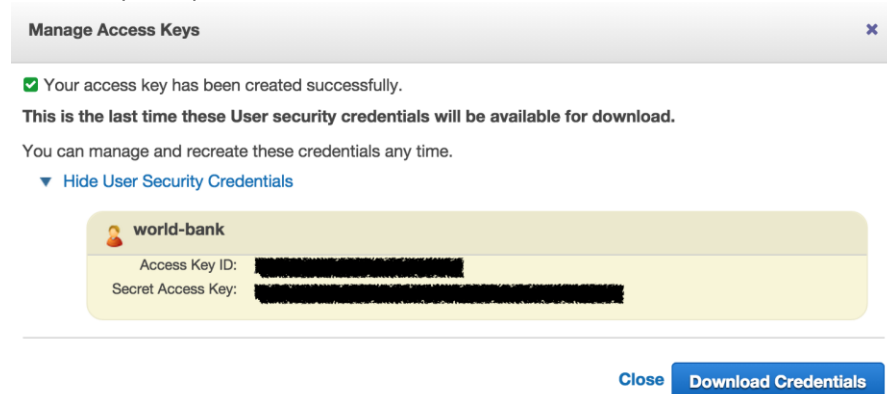 Manage Access Keys
Your access key has been created successfully.
This is the last time these User security credentials will be available for download.
You can manage and recreate these credentials any time.
Hide User Security Credentials
world-bank
Access Key ID:
Secret Access Key:
Close Download Credentials